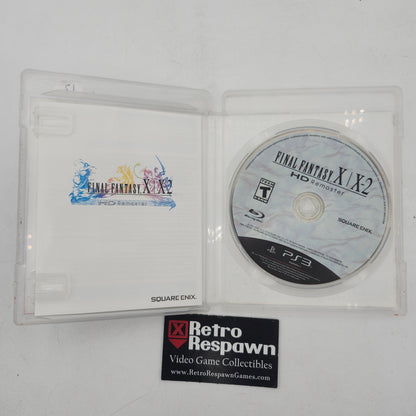 FINAL FANTASY X|X-2
HD Remaster
SQUARE ENIX.
FINAL FANTASY X|X-2
HD Remaster
T
SQUARE ENIX.
PS3
Retro
Respawn
Video Game Collectibles
www.RetroRespawnGames.com